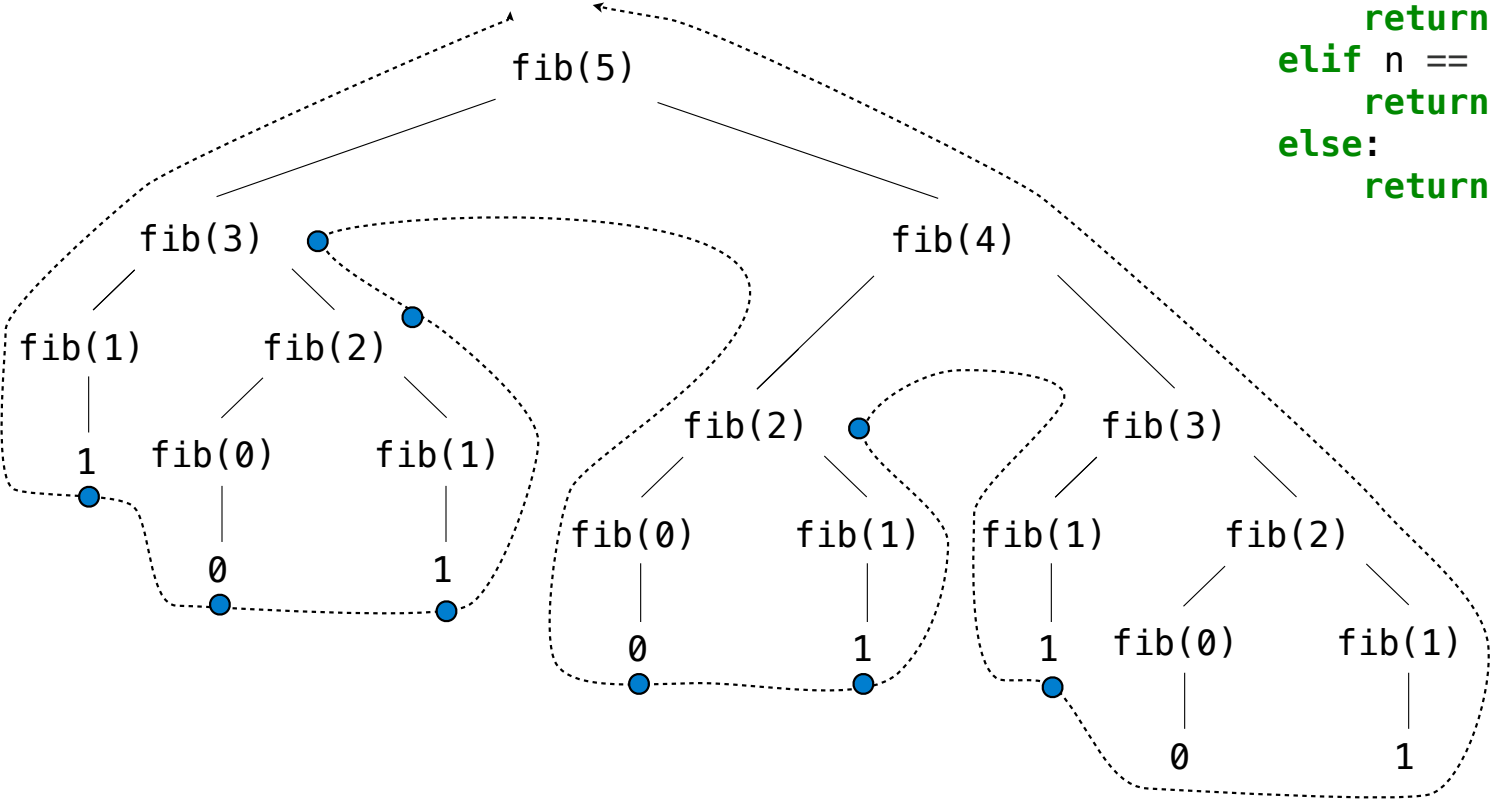 return
elif n ==
return
else:
return
fib(5)
fib(3) fib(4)
fib(1) fib(2)
fib(2) fib(3)
1 fib(0) fib(1)
fib(0) fib(1) fib(1) fib(2)
0 1
0 1 1 fib(0) fib(1)
0 1